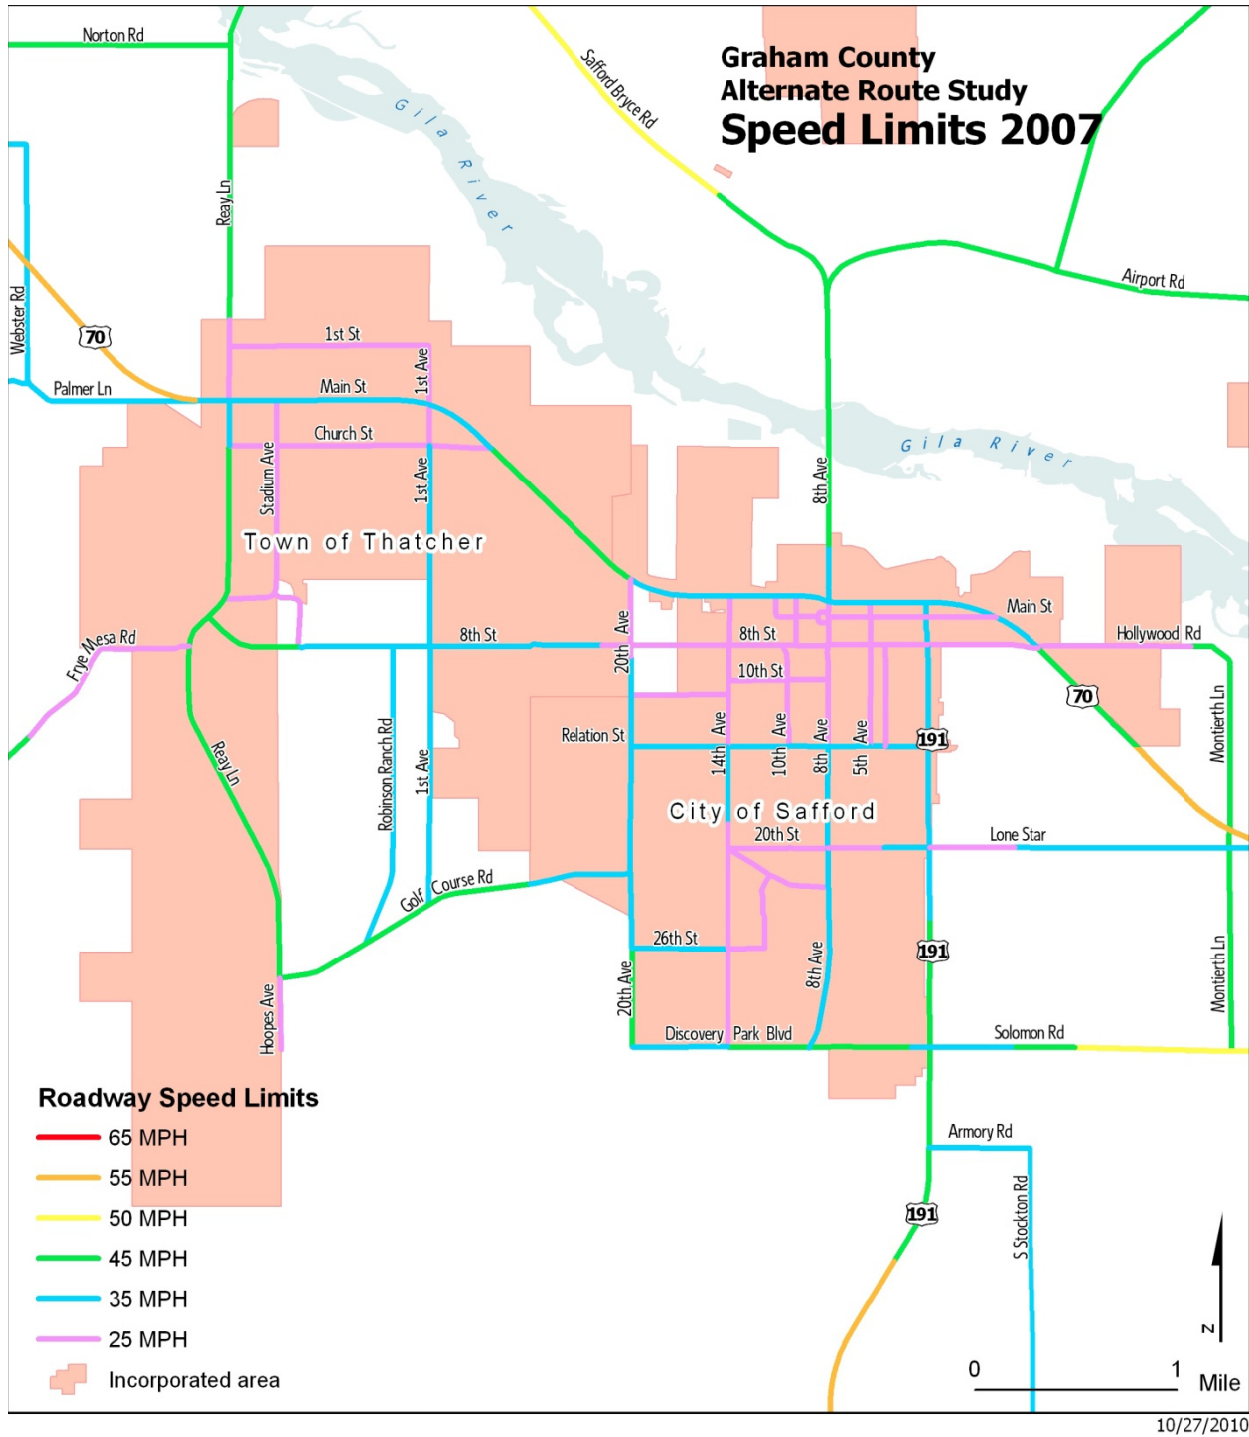 Norton Rd
Safford Bryce Rd
Graham County
Alternate Route Study
Speed Limits 2007
Gila River
Reay Ln
Airport Rd
Webster Rd
70
1st St
1st Ave
Palmer Ln
Main St
Church St
Gila River
Stadium Ave
1st Ave
8th Ave
Town of Thatcher
Main St
Frye Mesa Rd
8th St
20th Ave
8th St
Hollywood Rd
10th St
70
Reay Ln
Robinson Ranch Rd
1st Ave
Relation St
14th Ave
10th Ave
8th Ave
5th Ave
191
Montierth Ln
City of Safford
20th St
Lone Star
Golf Course Rd
26th St
8th Ave
191
Montierth Ln
Hoopes Ave
20th Ave
Discovery Park Blvd
Solomon Rd
Roadway Speed Limits
65 MPH
55 MPH
50 MPH
45 MPH
35 MPH
25 MPH
Incorporated area
Armory Rd
S Stockton Rd
191
N
0 1 Mile
10/27/2010